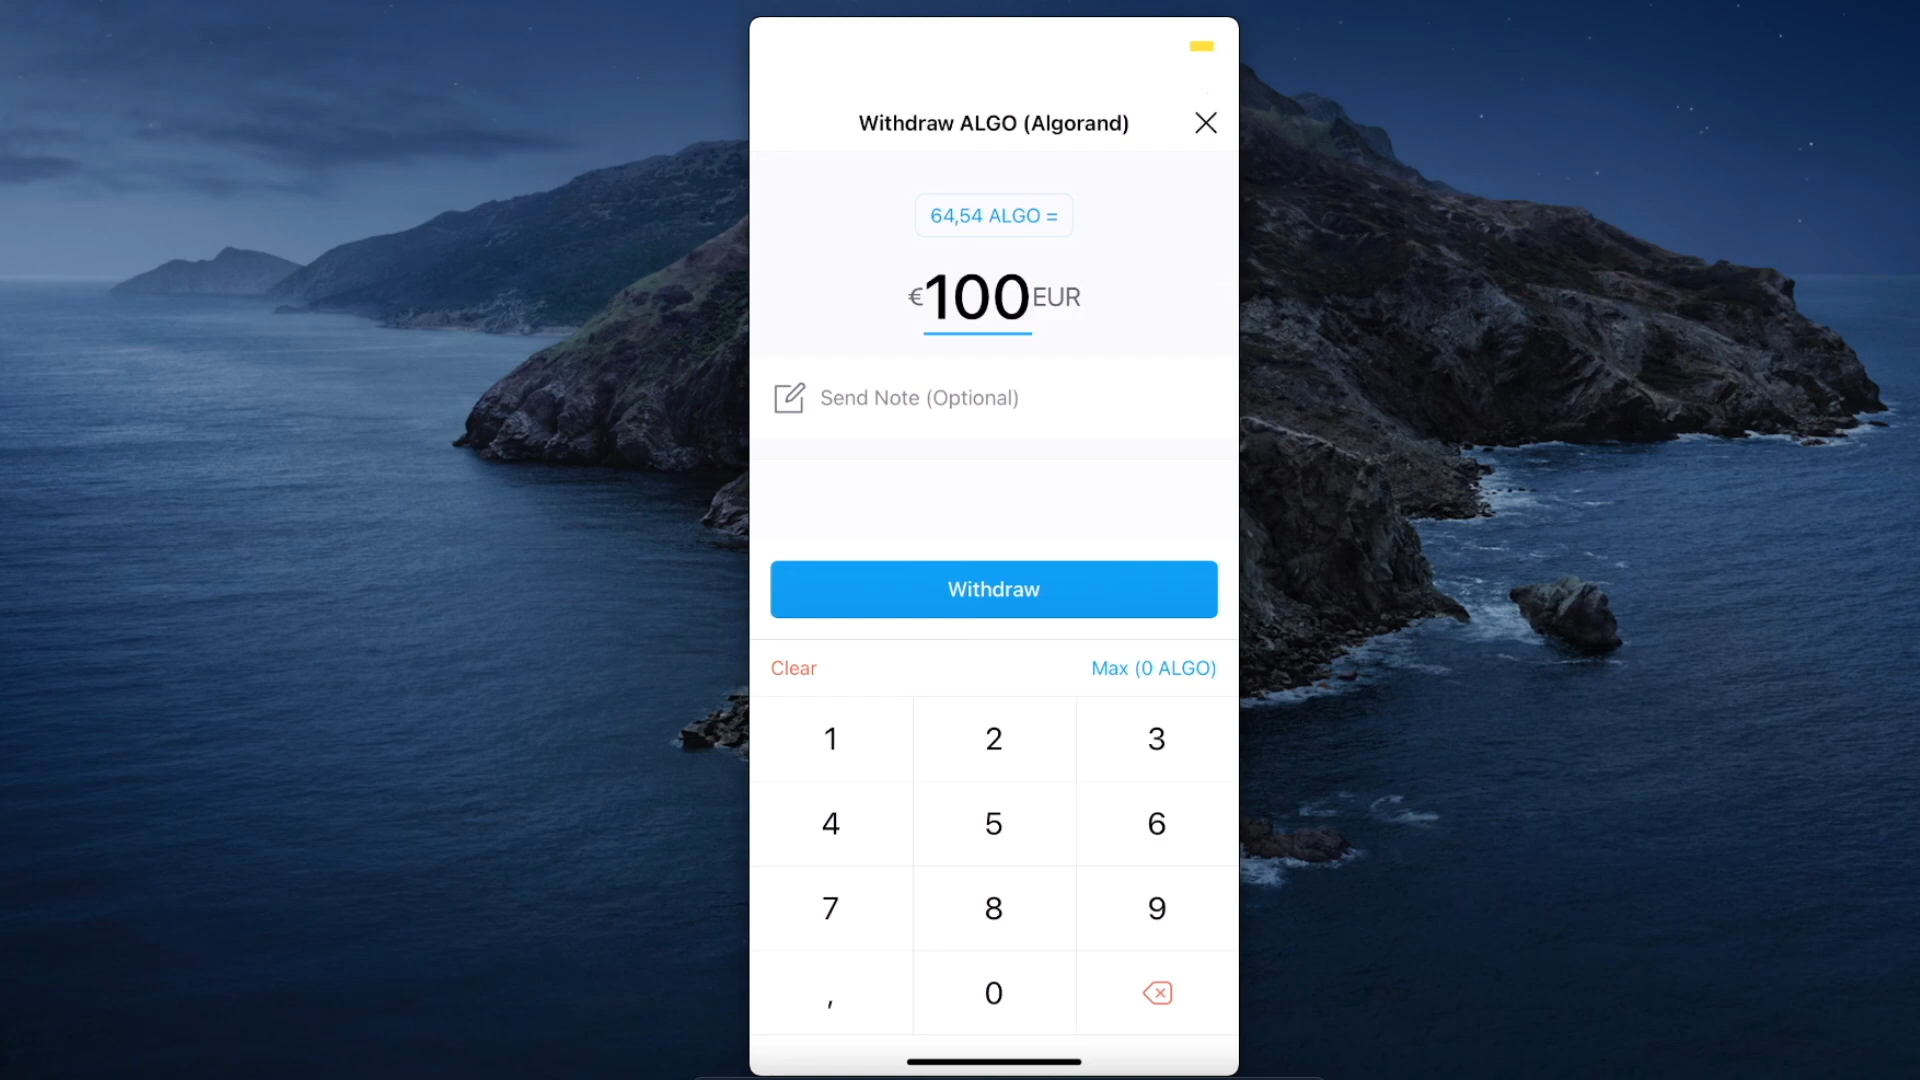 Withdraw ALGO (Algorand)
64,54 ALGO =
€100EUR
Send Note (Optional)
Withdraw
Clear
Max (0 ALGO)
1 2 3
4 5 6
7 8 9
, 0